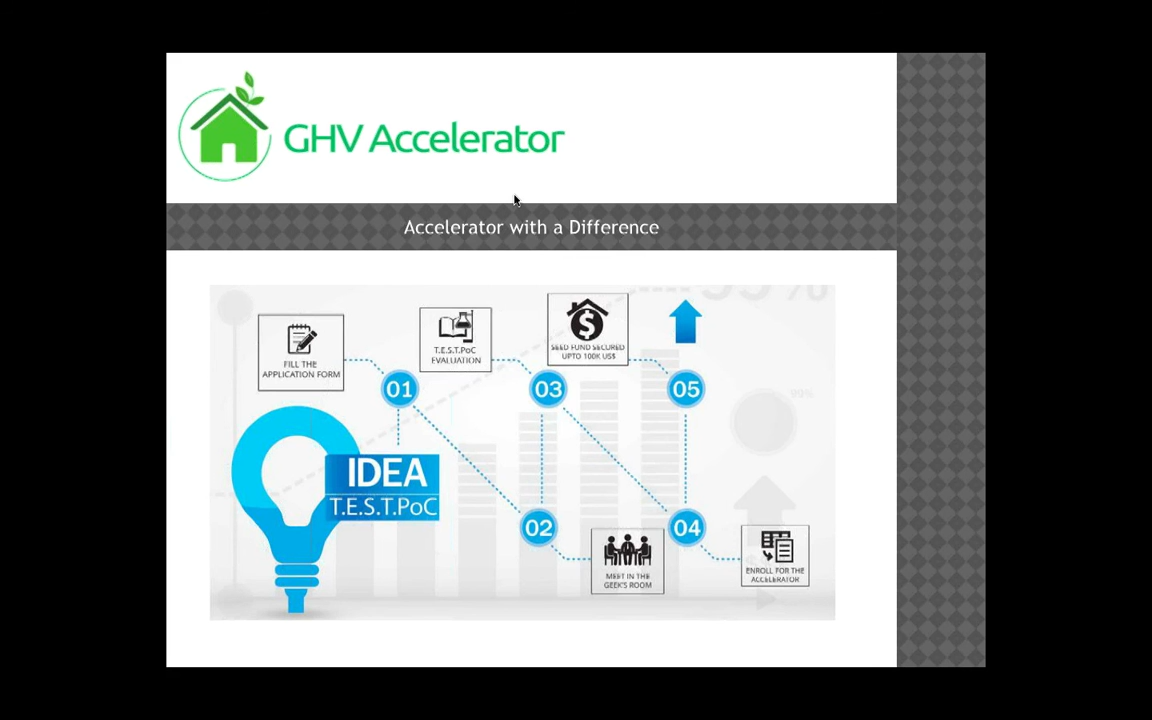 GHV Accelerator
Accelerator with a Difference
FILL THE
APPLICATION FORM
T.E.S.T.PoC
EVALUATION
SEED FUND SECURED
UPTO 100K US$
01
03
05
IDEA
T.E.S.T.PoC
02
04
MEET IN THE
GEEK'S ROOM
ENROLL FOR THE
ACCELERATOR
99%